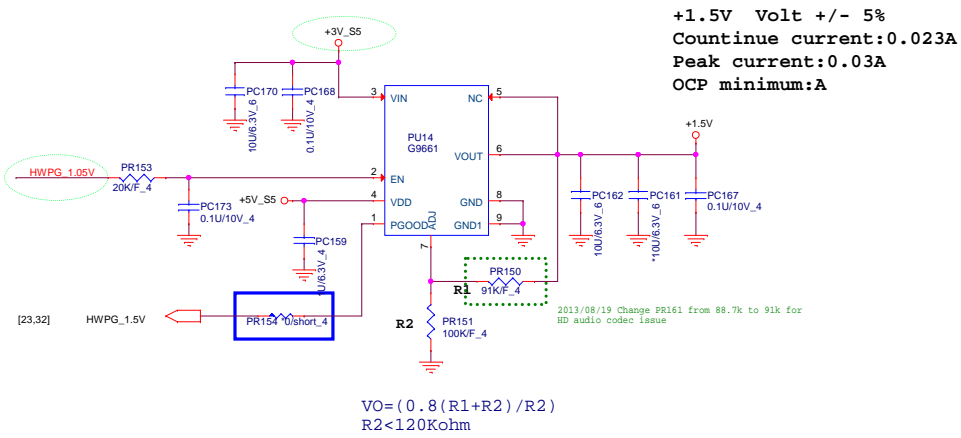 +1.5V Volt +/- 5%
Countinue current:0.023A
Peak current:0.03A
OCP minimum:A
+3V_S5
PC170
10U/6.3V_6
PC168
0.1U/10V_4
3
VIN
NC
5
PU14
G9661
+1.5V
VOUT
6
HWPG_1.05V
PR153
20K/F_4
2
EN
PC173
0.1U/10V_4
+5V_S5
4
VDD
GND
8
1
PGOOD
GND1
9
ADJ
7
PC162
10U/6.3V_6
PC161
*10U/6.3V_6
PC167
0.1U/10V_4
PC159
1U/6.3V_4
PR150
R1
91K/F_4
2013/08/19 Change PR161 from 88.7k to 91k for
HD audio codec issue
[23,32]
HWPG_1.5V
PR154
*0/short_4
R2
PR151
100K/F_4
VO=(0.8(R1+R2)/R2)
R2<120Kohm